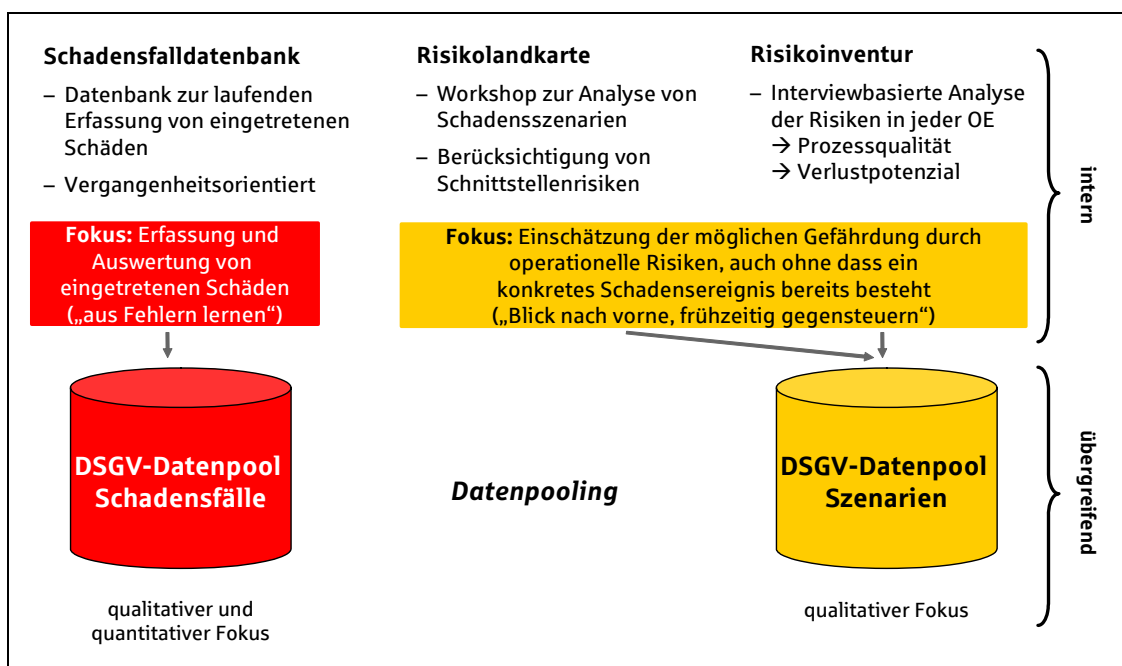 Schadensfalldatenbank
– Datenbank zur laufenden
Erfassung von eingetretenen
Schäden
– Vergangenheitsorientiert
Risikolandkarte
– Workshop zur Analyse von
Schadensszenarien
– Berücksichtigung von
Schnittstellenrisiken
Risikoinventur
– Interviewbasierte Analyse
der Risiken in jeder OE
→ Prozessqualität
→ Verlustpotenzial
intern
Fokus: Erfassung und
Auswertung von
eingetretenen Schäden
(„aus Fehlern lernen“)
Fokus: Einschätzung der möglichen Gefährdung durch
operationelle Risiken, auch ohne dass ein
konkretes Schadensereignis bereits besteht
(„Blick nach vorne, frühzeitig gegensteuern“)
DSGV-Datenpool
Schadensfälle
Datenpooling
DSGV-Datenpool
Szenarien
übergreifend
qualitativer und
quantitativer Fokus
qualitativer Fokus